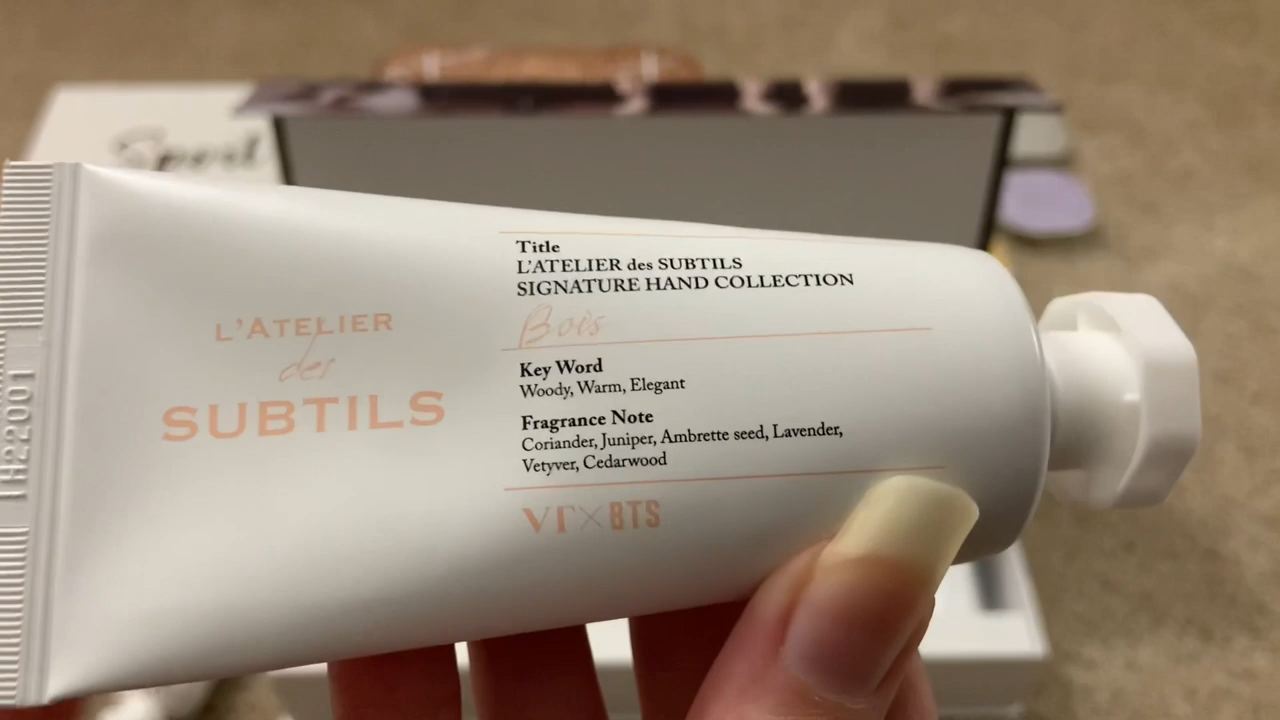 Sport
L'ATELIER
des
SUBTILS
Title
L'ATELIER des SUBTILS
SIGNATURE HAND COLLECTION
Bois
Key Word
Woody, Warm, Elegant
Fragrance Note
Coriander, Juniper, Ambrette seed, Lavender,
Vetyver, Cedarwood
VT×BTS